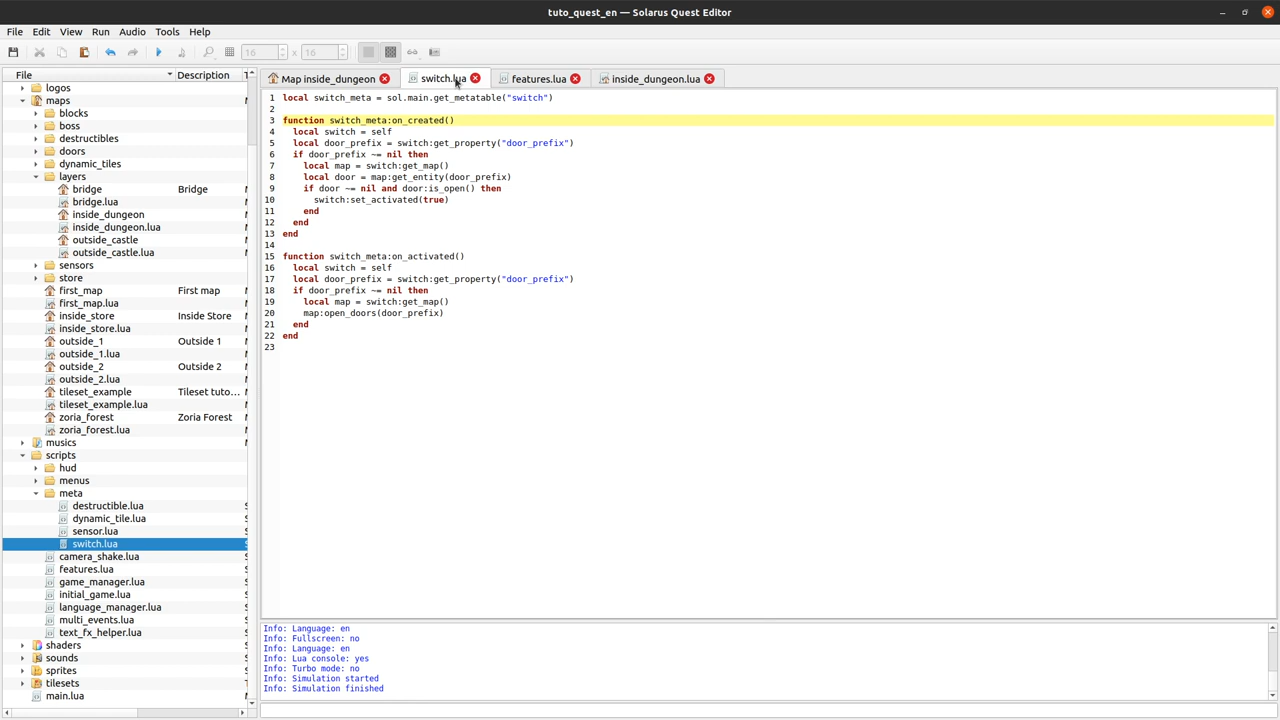 tuto_quest_en — Solarus Quest Editor
File Edit View Run Audio Tools Help
16 x 16
File Description
logos
maps
blocks
boss
destructibles
doors
dynamic_tiles
layers
bridge Bridge
bridge.lua
inside_dungeon
inside_dungeon.lua
outside_castle
outside_castle.lua
sensors
store
first_map First map
first_map.lua
inside_store Inside Store
inside_store.lua
outside_1 Outside 1
outside_1.lua
outside_2 Outside 2
outside_2.lua
tileset_example Tileset tuto...
tileset_example.lua
zoria_forest Zoria Forest
zoria_forest.lua
musics
scripts
hud
menus
meta
destructible.lua
dynamic_tile.lua
sensor.lua
switch.lua
camera_shake.lua
features.lua
game_manager.lua
initial_game.lua
language_manager.lua
multi_events.lua
text_fx_helper.lua
shaders
sounds
sprites
tilesets
main.lua
Map inside_dungeon switch.lua features.lua inside_dungeon.lua
1 local switch_meta = sol.main.get_metatable("switch")
2
3 function switch_meta:on_created()
4 local switch = self
5 local door_prefix = switch:get_property("door_prefix")
6 if door_prefix ~= nil then
7 local map = switch:get_map()
8 local door = map:get_entity(door_prefix)
9 if door ~= nil and door:is_open() then
10 switch:set_activated(true)
11 end
12 end
13 end
14
15 function switch_meta:on_activated()
16 local switch = self
17 local door_prefix = switch:get_property("door_prefix")
18 if door_prefix ~= nil then
19 local map = switch:get_map()
20 map:open_doors(door_prefix)
21 end
22 end
23
Info: Language: en
Info: Fullscreen: no
Info: Language: en
Info: Lua console: yes
Info: Turbo mode: no
Info: Simulation started
Info: Simulation finished